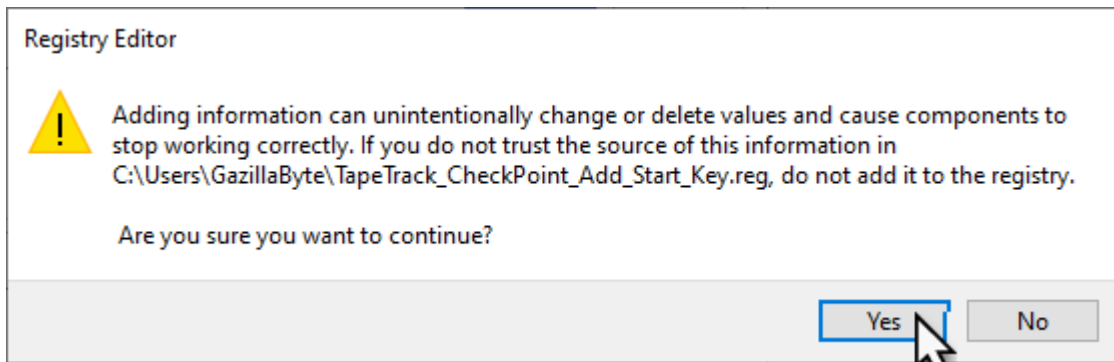 Registry Editor
Adding information can unintentionally change or delete values and cause components to
stop working correctly. If you do not trust the source of this information in
C:\Users\GazillaByte\TapeTrack_CheckPoint_Add_Start_Key.reg, do not add it to the registry.
Are you sure you want to continue?
Yes No